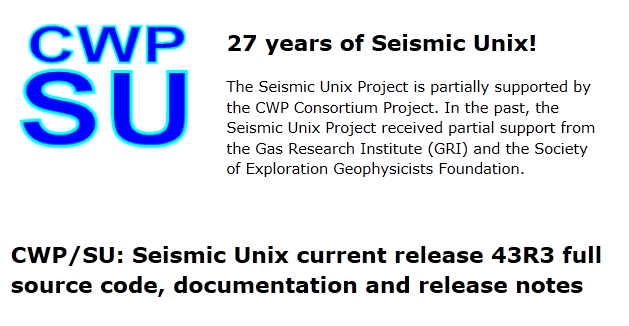 CWP
SU
27 years of Seismic Unix!
The Seismic Unix Project is partially supported by
the CWP Consortium Project. In the past, the
Seismic Unix Project received partial support from
the Gas Research Institute (GRI) and the Society
of Exploration Geophysicists Foundation.
CWP/SU: Seismic Unix current release 43R3 full
source code, documentation and release notes